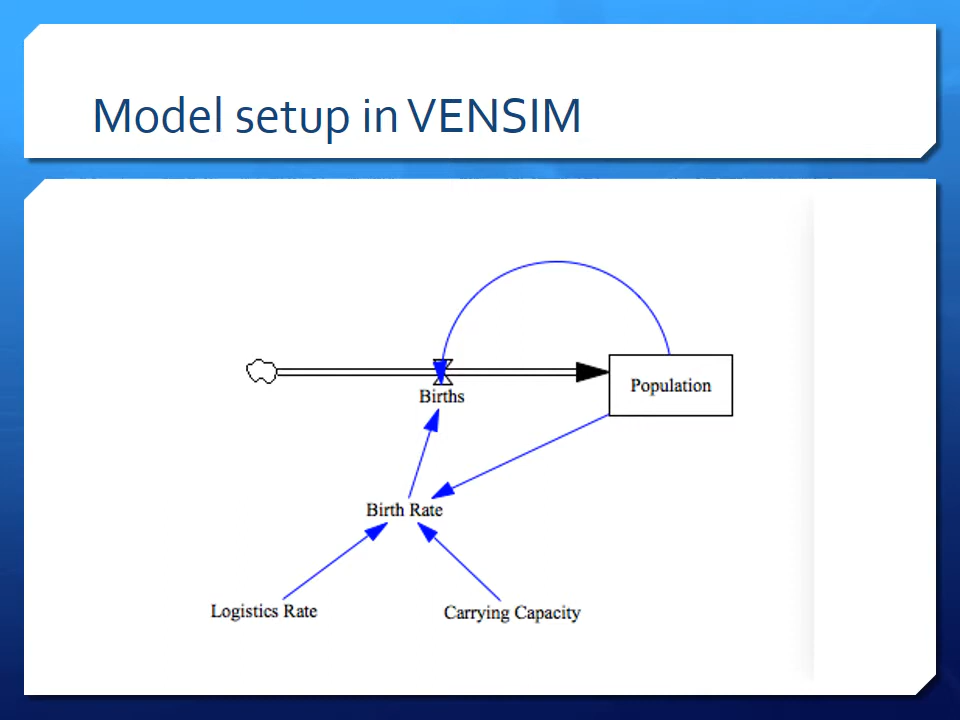 Model setup in VENSIM
Population
Births
Birth Rate
Logistics Rate
Carrying Capacity